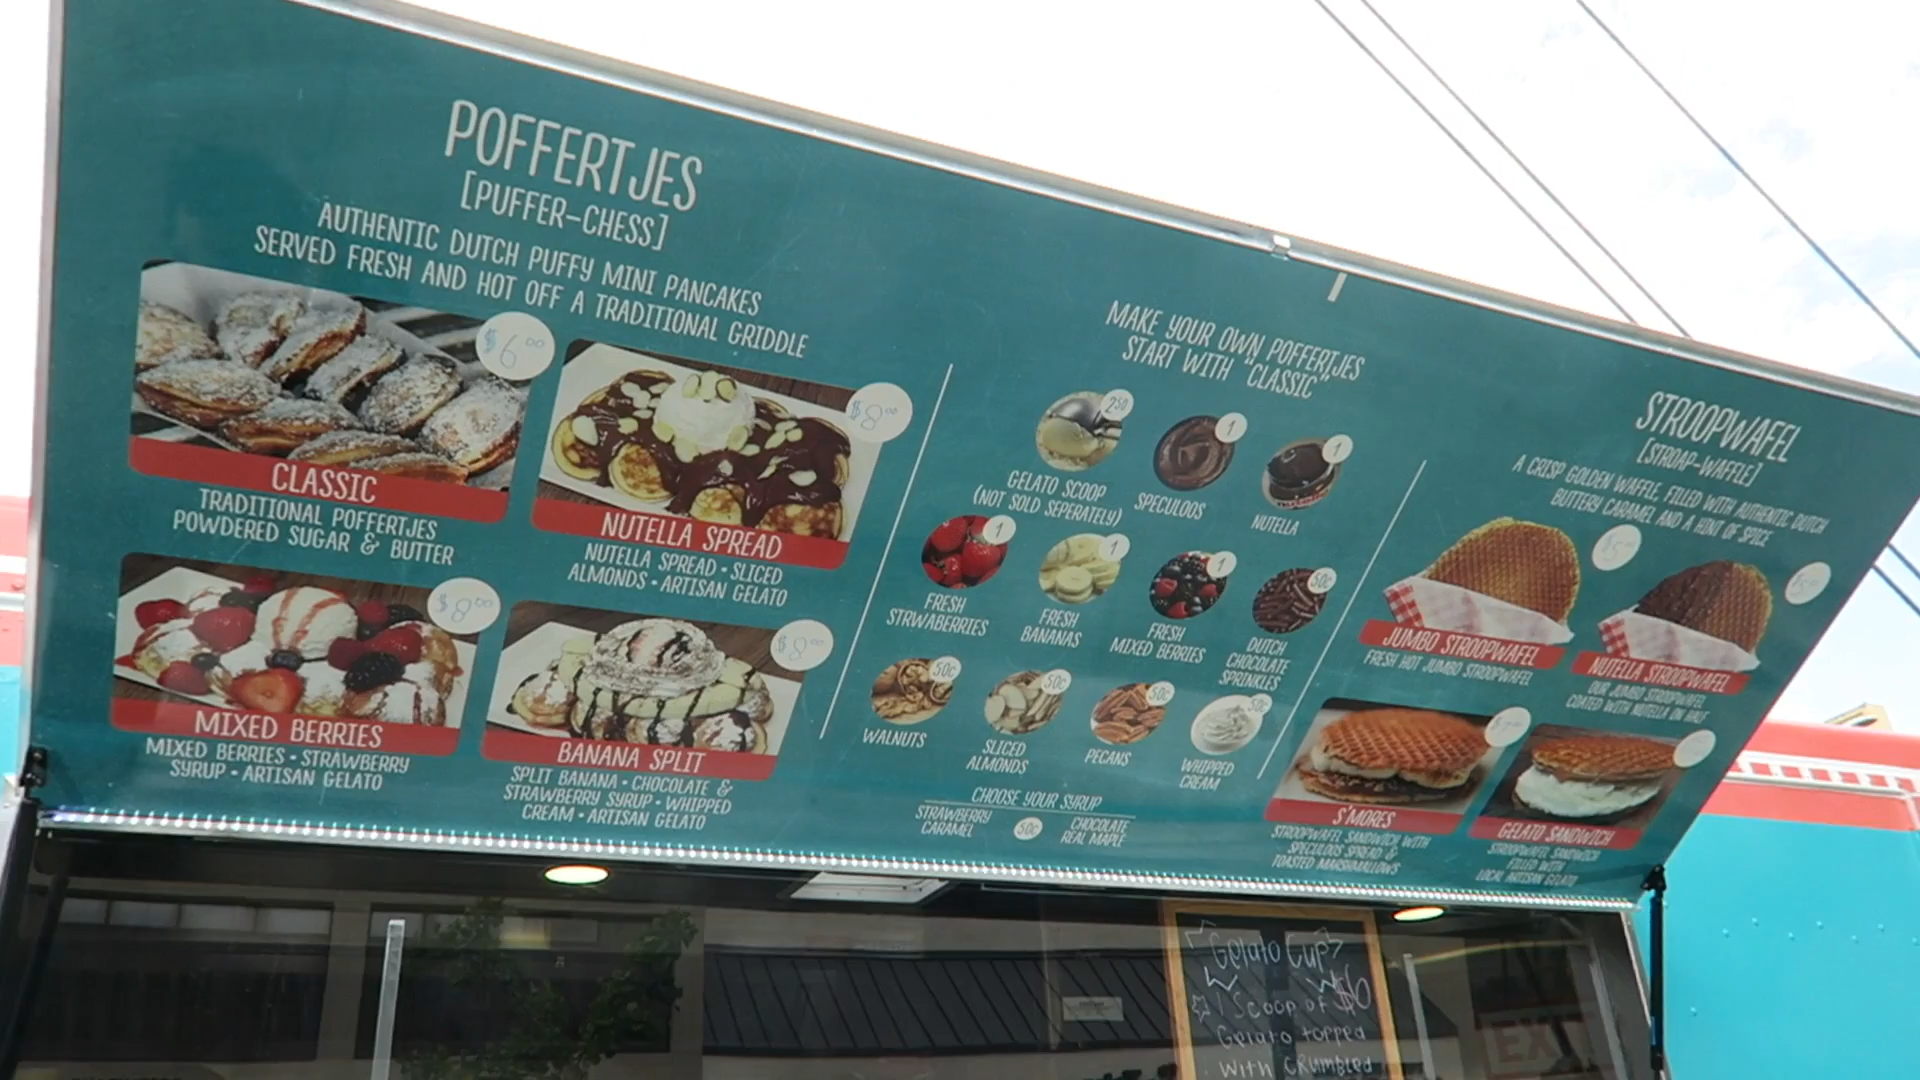 POFFERTJES
[PUFFER-CHESS]
AUTHENTIC DUTCH PUFFY MINI PANCAKES
SERVED FRESH AND HOT OFF A TRADITIONAL GRIDDLE
$6.00
CLASSIC
TRADITIONAL POFFERTJES
POWDERED SUGAR & BUTTER
$8.00
NUTELLA SPREAD
NUTELLA SPREAD • SLICED
ALMONDS • ARTISAN GELATO
$8.00
MIXED BERRIES
MIXED BERRIES • STRAWBERRY
SYRUP • ARTISAN GELATO
$8.00
BANANA SPLIT
SPLIT BANANA • CHOCOLATE &
STRAWBERRY SYRUP • WHIPPED
CREAM • ARTISAN GELATO
MAKE YOUR OWN POFFERTJES
START WITH "CLASSIC"
2.50
GELATO SCOOP
(NOT SOLD SEPERATELY)
1
SPECULOOS
1
NUTELLA
1
FRESH
STRWABERRIES
1
FRESH
BANANAS
1
FRESH
MIXED BERRIES
50¢
DUTCH
CHOCOLATE
SPRINKLES
50¢
WALNUTS
50¢
SLICED
ALMONDS
50¢
PECANS
50¢
WHIPPED
CREAM
CHOOSE YOUR SYRUP
STRAWBERRY
CARAMEL
50¢
CHOCOLATE
REAL MAPLE
STROOPWAFEL
[STROAP-WAFFLE]
A CRISP GOLDEN WAFFLE, FILLED WITH AUTHENTIC DUTCH
BUTTERY CARAMEL AND A HINT OF SPICE
JUMBO STROOPWAFEL
FRESH HOT JUMBO STROOPWAFEL
NUTELLA STROOPWAFEL
OUR JUMBO STROOPWAFEL
COATED WITH NUTELLA ON HALF
S'MORES
STROOPWAFEL SANDWICH WITH
SPECULOUS SPREAD &
TOASTED MARSHMALLOWS
GELATO SANDWICH
STROOPWAFEL SANDWICH
FILLED WITH
LOCAL ARTISAN GELATO
Gelato Cup
$6
1 Scoop of
Gelato topped
with CRUMBLED
EXIT